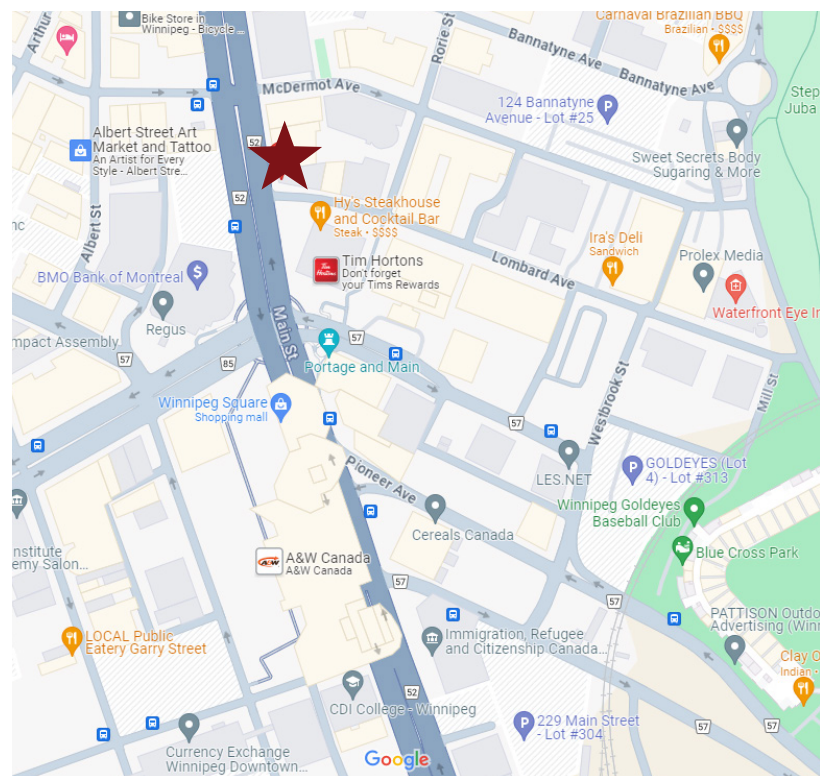 Bike Store in
Winnipeg - Bicycle ...
Arthur
Rorie St
Carnaval Brazilian BBQ
Brazilian • $$$$
Bannatyne Ave
Bannatyne Ave
McDermot Ave
124 Bannatyne
Avenue - Lot #25
Step
Juba
52
Albert Street Art
Market and Tattoo
An Artist for Every
Style - Albert Stre...
Sweet Secrets Body
Sugaring & More
52
Hy's Steakhouse
and Cocktail Bar
Steak • $$$$
Albert St
nc
Ira's Deli
Sandwich
Prolex Media
Tim Hortons
Tim Hortons
Don't forget
your Tims Rewards
Lombard Ave
BMO Bank of Montreal
Waterfront Eye In
Regus
Main St
mpact Assembly
57
57
85
Portage and Main
Westbrook St
Mill St
Winnipeg Square
Shopping mall
57
Pioneer Ave
LES.NET
GOLDEYES (Lot
4) - Lot #313
Winnipeg Goldeyes
Baseball Club
Cereals Canada
Blue Cross Park
nstitute
emy Salon...
A&W
A&W Canada
A&W Canada
57
57
PATTISON Outdo
Advertising (Winn
LOCAL Public
Eatery Garry Street
Immigration, Refugee
and Citizenship Canada...
Clay O
Indian •
52
CDI College - Winnipeg
229 Main Street
- Lot #304
57
57
Currency Exchange
Winnipeg Downtown...
Google